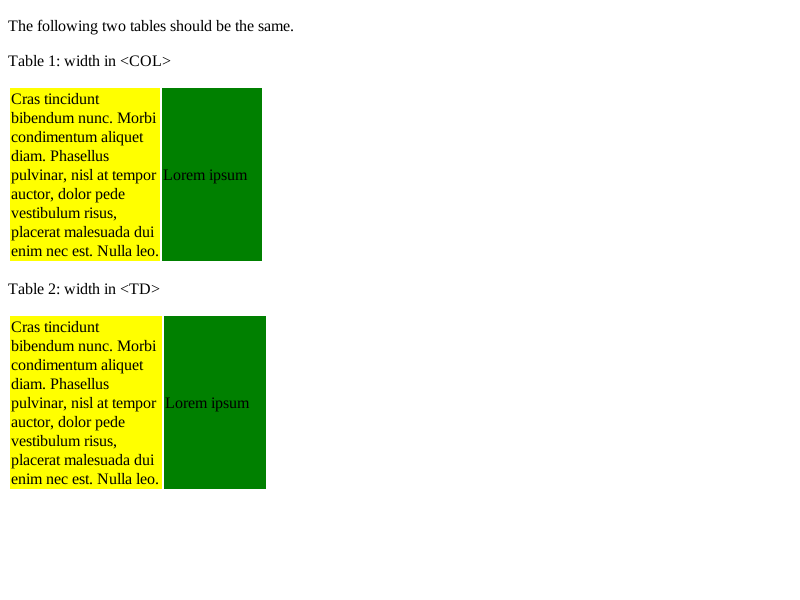 The following two tables should be the same.
Table 1: width in <COL>
Cras tincidunt
bibendum nunc. Morbi
condimentum aliquet
diam. Phasellus
pulvinar, nisl at tempor
auctor, dolor pede
vestibulum risus,
placerat malesuada dui
enim nec est. Nulla leo.
Lorem ipsum
Table 2: width in <TD>
Cras tincidunt
bibendum nunc. Morbi
condimentum aliquet
diam. Phasellus
pulvinar, nisl at tempor
auctor, dolor pede
vestibulum risus,
placerat malesuada dui
enim nec est. Nulla leo.
Lorem ipsum